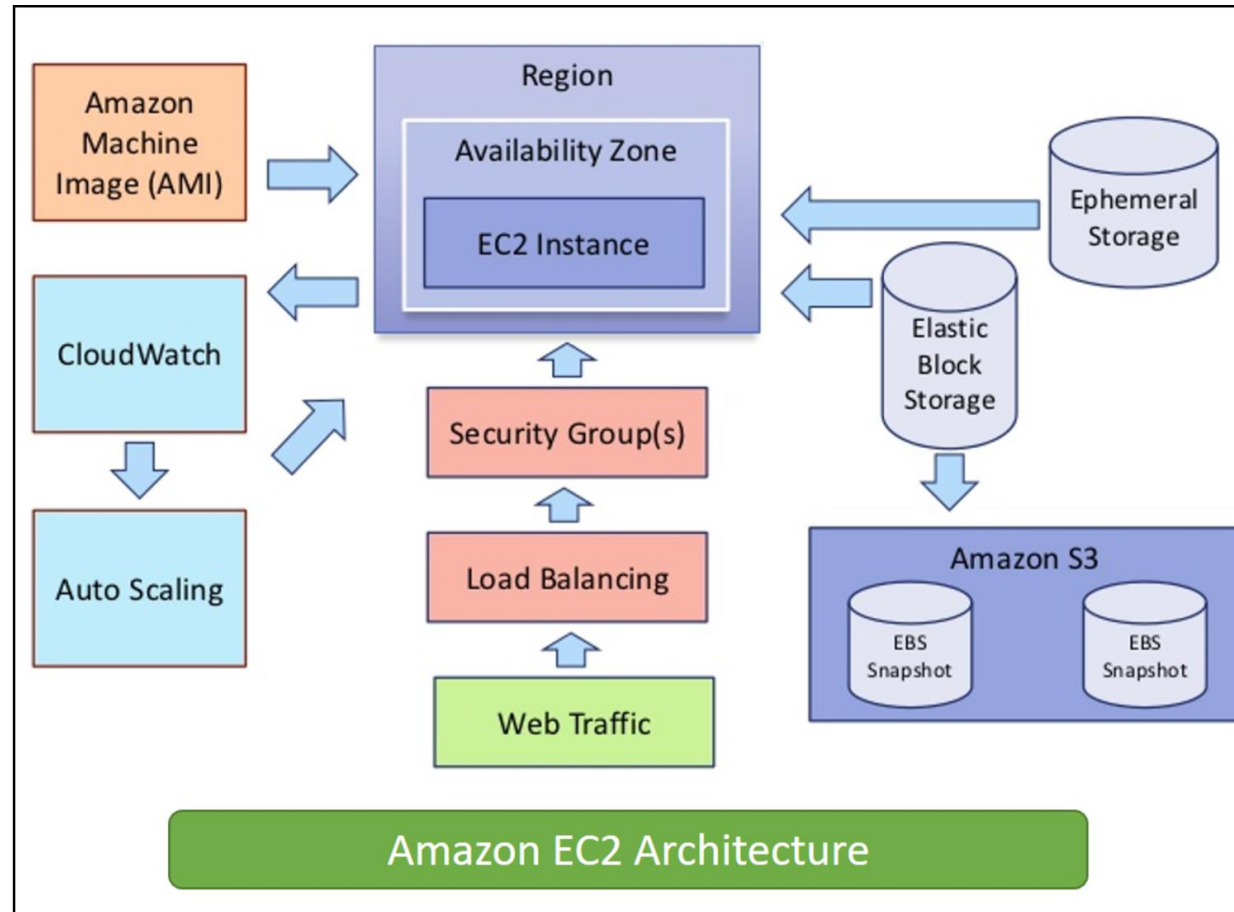 Amazon
Machine
Image (AMI)
Region
Availability Zone
EC2 Instance
Ephemeral
Storage
CloudWatch
Elastic
Block
Storage
Security Group(s)
Auto Scaling
Load Balancing
Amazon S3
EBS
Snapshot
EBS
Snapshot
Web Traffic
Amazon EC2 Architecture